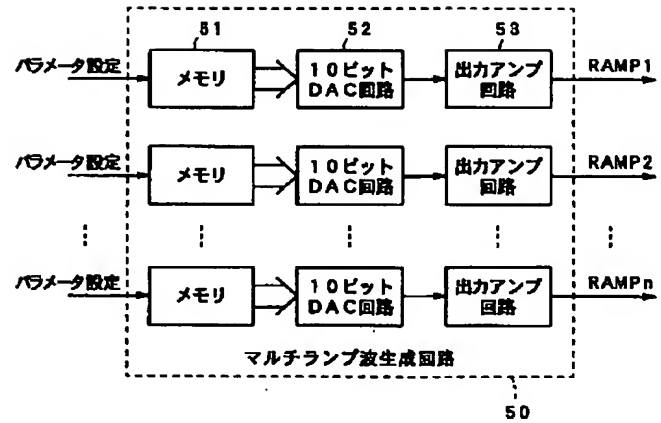 51 52 53
パラメータ設定 メモリ 10ビット DAC回路 出力アンプ 回路 RAMP1
パラメータ設定 メモリ 10ビット DAC回路 出力アンプ 回路 RAMP2
パラメータ設定 メモリ 10ビット DAC回路 出力アンプ 回路 RAMPn
マルチランプ波生成回路
50